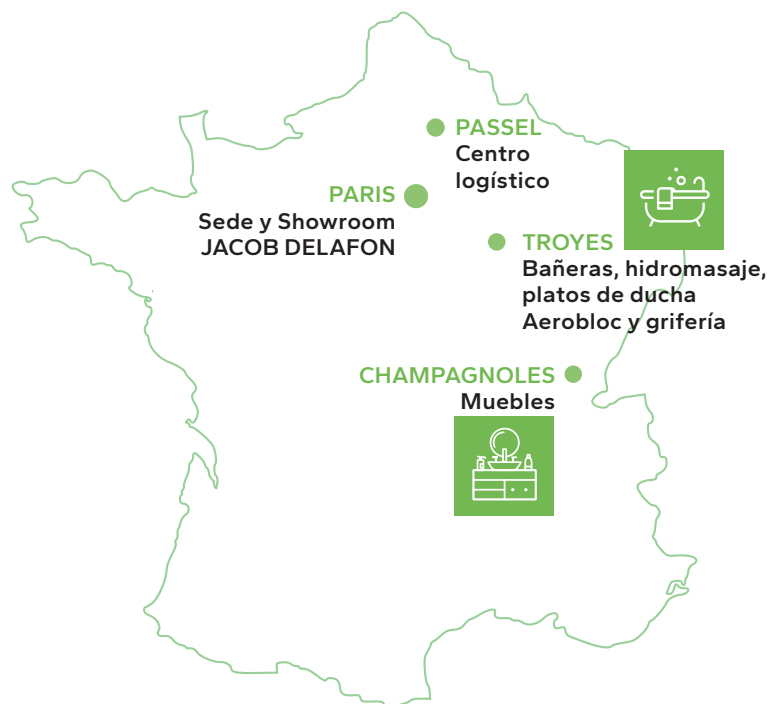 PASSEL
Centro
logístico
PARIS
Sede y Showroom
JACOB DELAFON
TROYES
Bañeras, hidromasaje,
platos de ducha
Aerobloc y grifería
CHAMPAGNOLES
Muebles